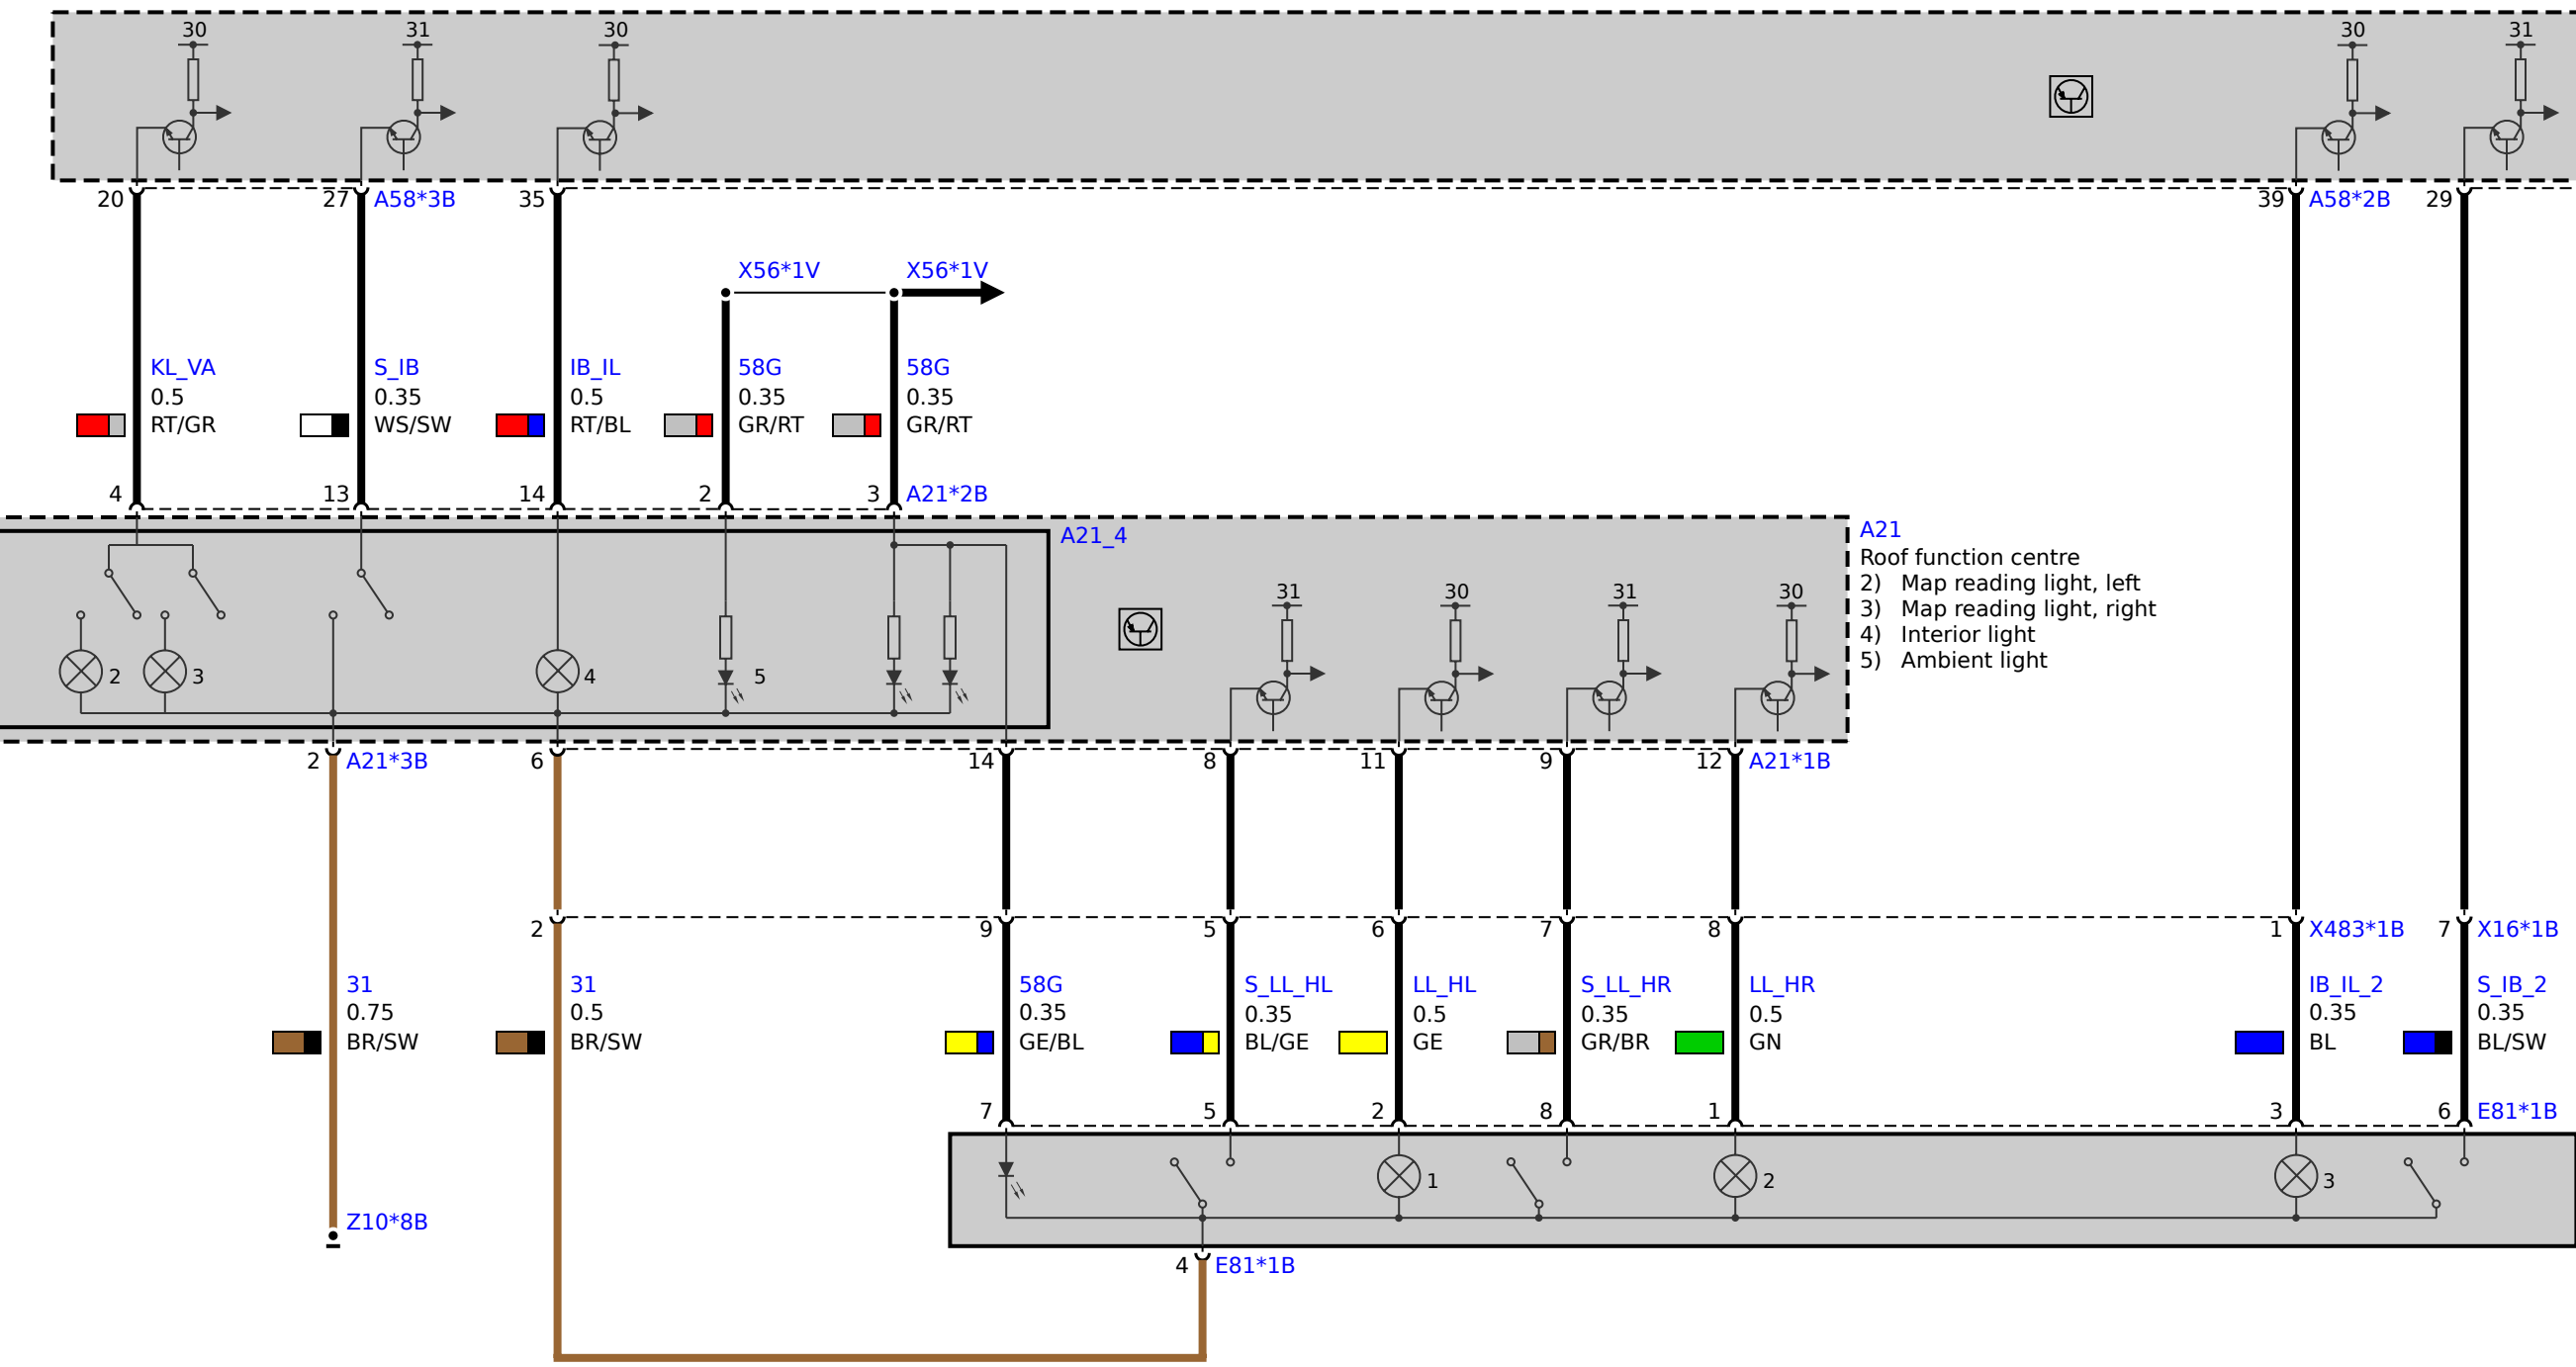 30 31 30 30 31
20 27 A58*3B 35 39 A58*2B 29
X56*1V X56*1V
KL_VA S_IB IB_IL 58G 58G
0.5 0.35 0.5 0.35 0.35
RT/GR WS/SW RT/BL GR/RT GR/RT
4 13 14 2 3 A21*2B
A21_4
A21
Roof function centre
2) Map reading light, left
3) Map reading light, right
4) Interior light
5) Ambient light
31 30 31 30
2 3 4 5
2 A21*3B 6 14 8 11 9 12 A21*1B
2 9 5 6 7 8 1 X483*1B 7 X16*1B
31 31 58G S_LL_HL LL_HL S_LL_HR LL_HR IB_IL_2 S_IB_2
0.75 0.5 0.35 0.35 0.5 0.35 0.5 0.35 0.35
BR/SW BR/SW GE/BL BL/GE GE GR/BR GN BL BL/SW
7 5 2 8 1 3 6 E81*1B
1 2 3
Z10*8B
4 E81*1B